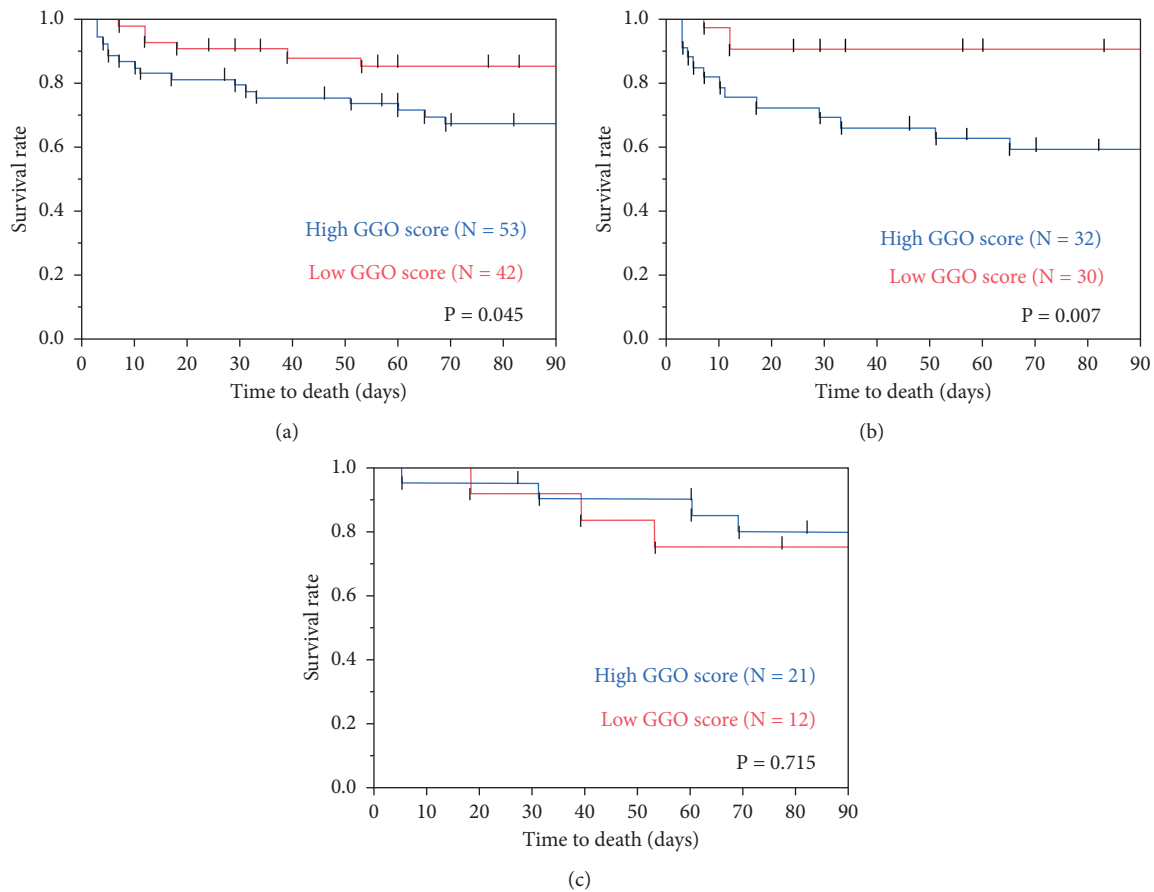 1.0
0.8
0.6
0.4
0.2
0.0
Survival rate
High GGO score (N = 53)
Low GGO score (N = 42)
P = 0.045
0 10 20 30 40 50 60 70 80 90
Time to death (days)
(a)
1.0
0.8
0.6
0.4
0.2
0.0
Survival rate
High GGO score (N = 32)
Low GGO score (N = 30)
P = 0.007
0 10 20 30 40 50 60 70 80 90
Time to death (days)
(b)
1.0
0.8
0.6
0.4
0.2
0.0
Survival rate
High GGO score (N = 21)
Low GGO score (N = 12)
P = 0.715
0 10 20 30 40 50 60 70 80 90
Time to death (days)
(c)